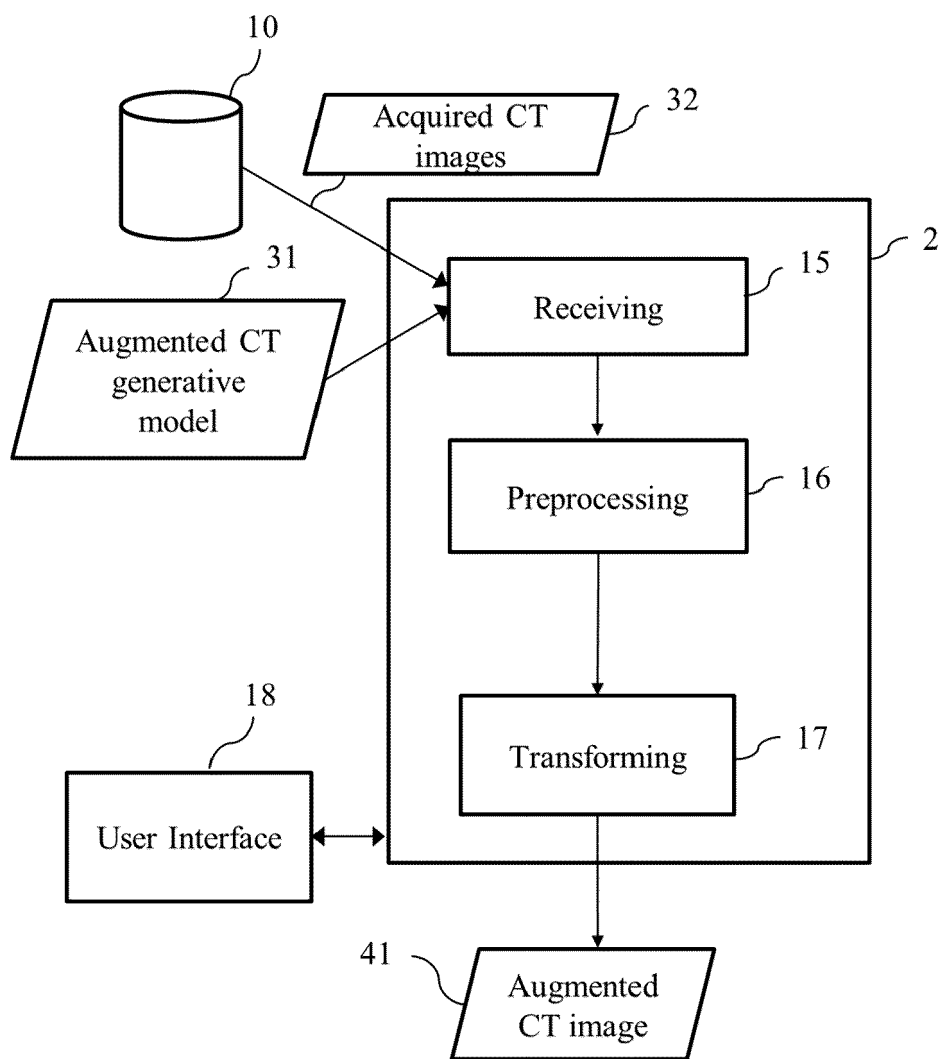 10
Acquired CT
images
32
2
31
Augmented CT
generative
model
15
Receiving
16
Preprocessing
17
Transforming
18
User Interface
41
Augmented
CT image